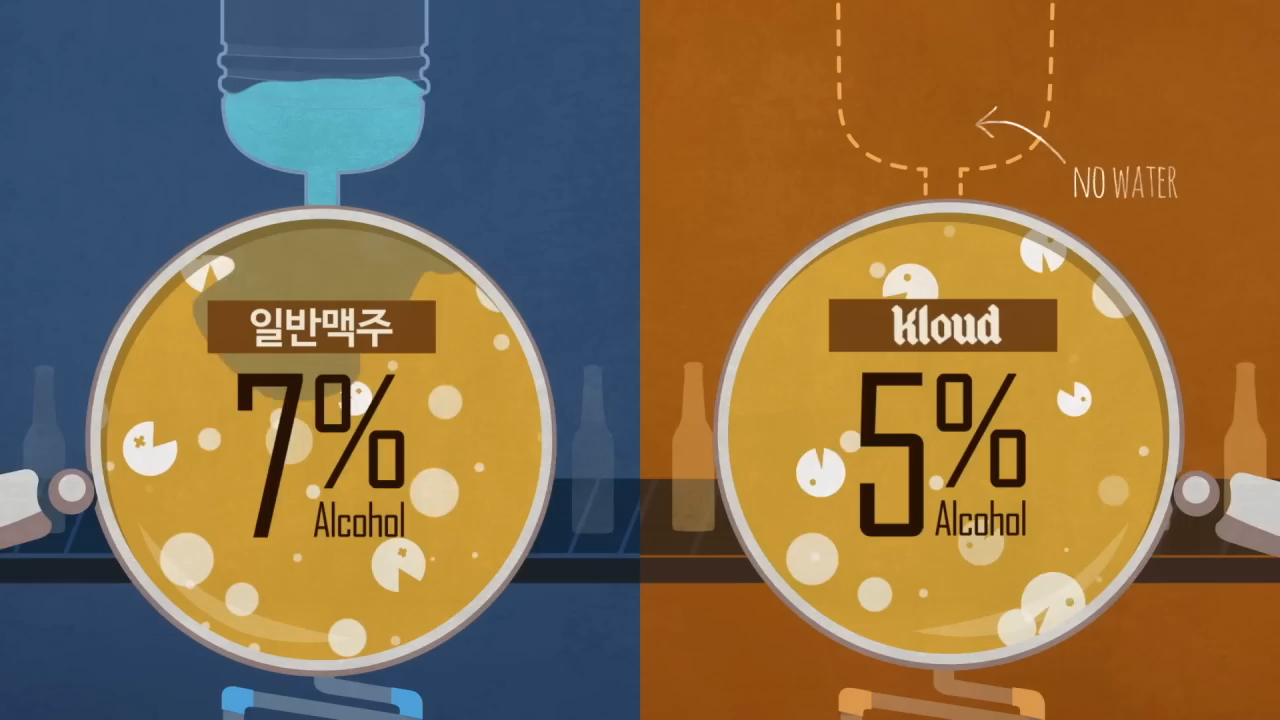 일반맥주
7%
Alcohol
NO WATER
Kloud
5%
Alcohol